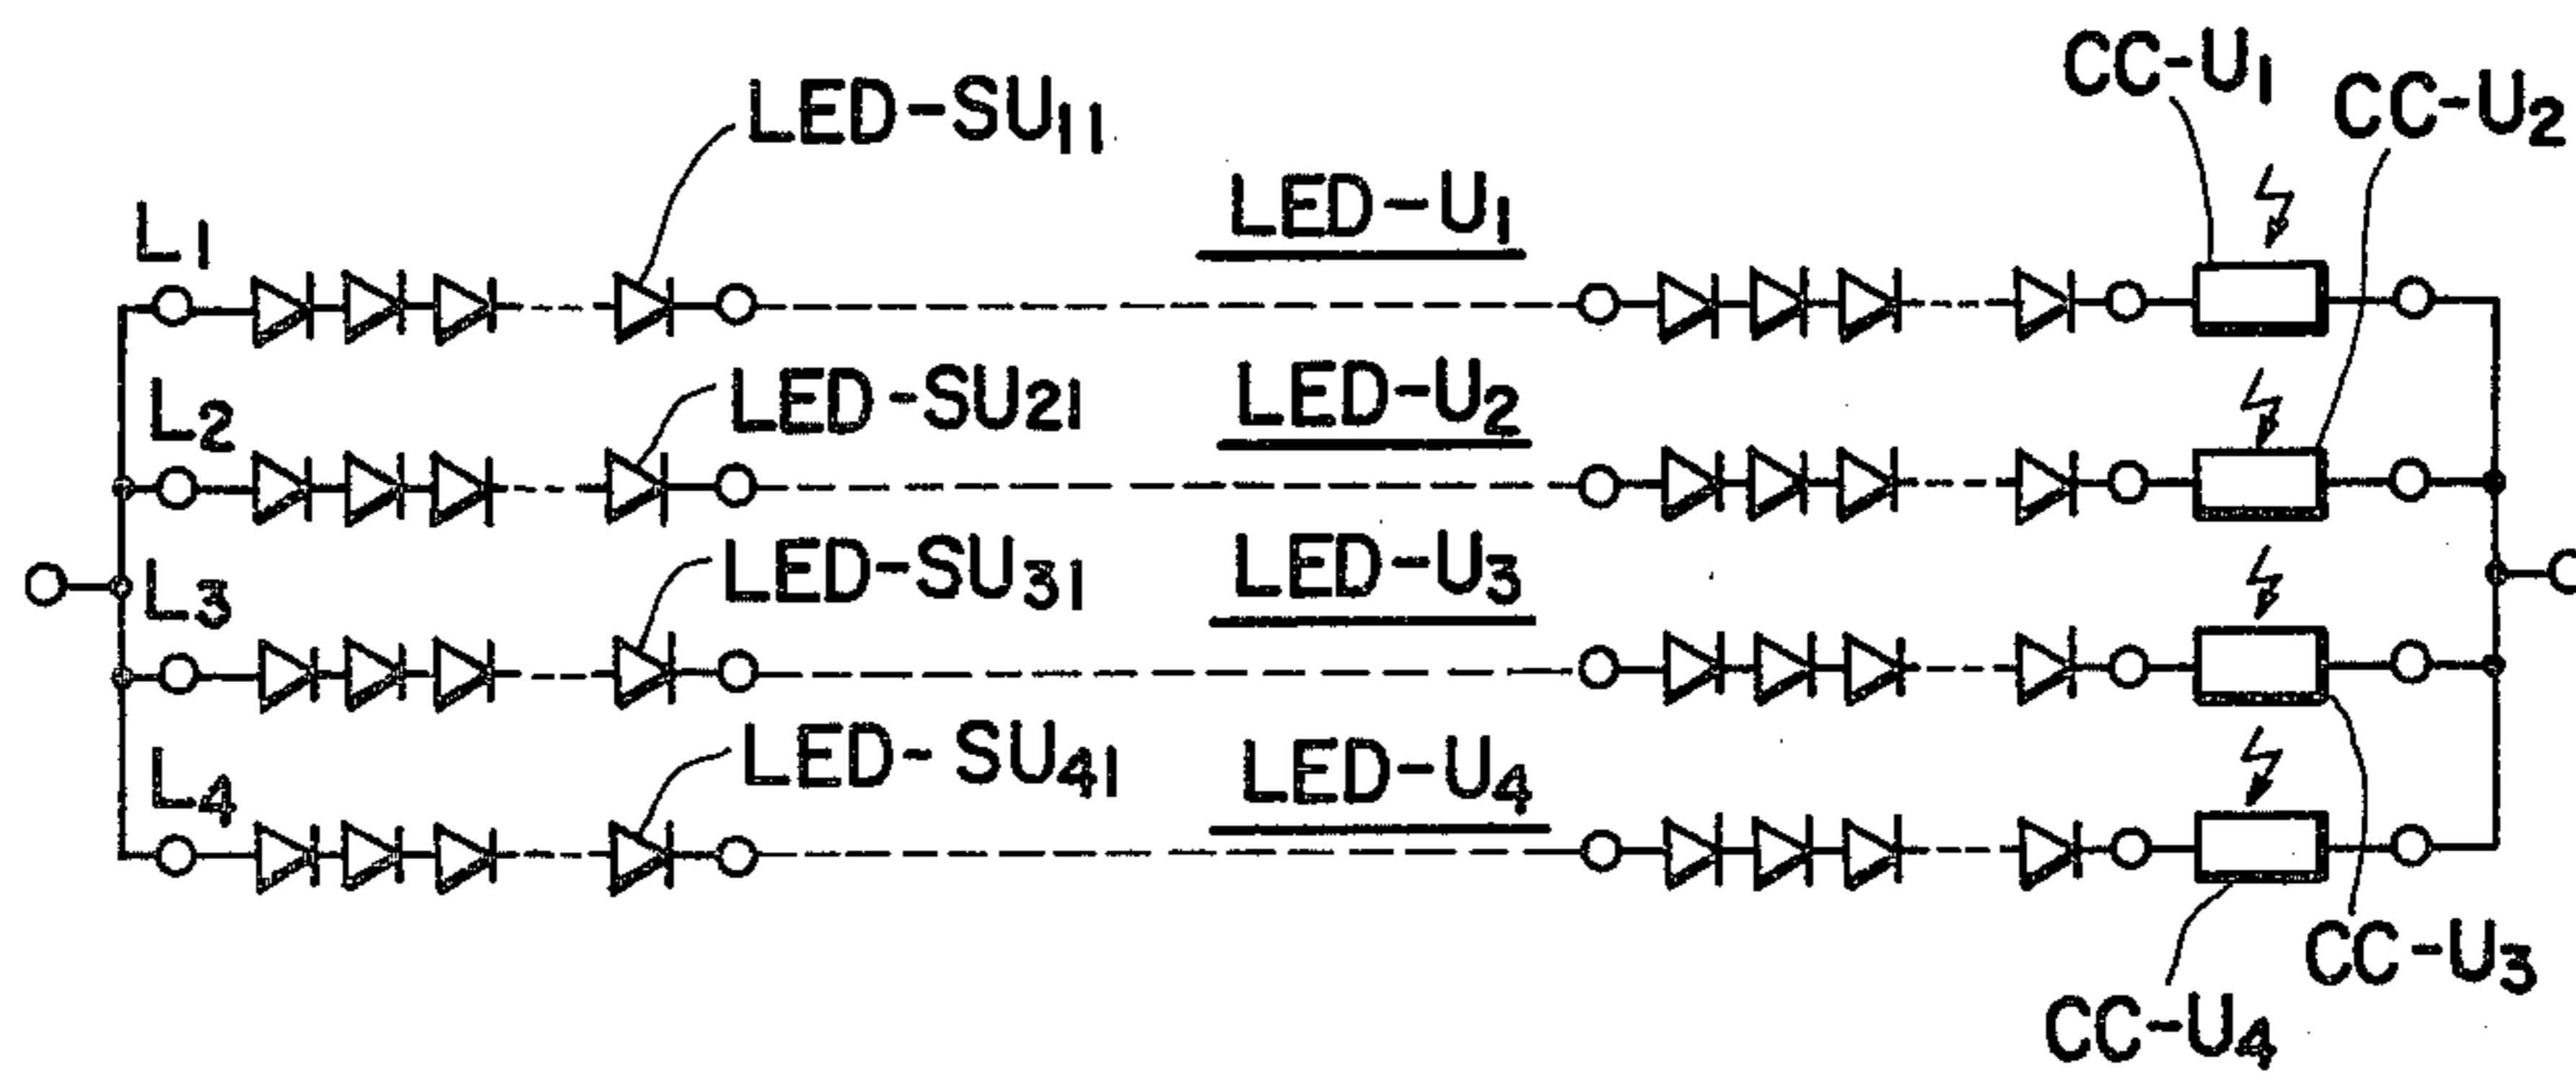 CC-U₁
LED-SU₁₁
CC-U₂
LED-U₁
L₁
LED-SU₂₁
LED-U₂
L₂
LED-SU₃₁
LED-U₃
L₃
LED-SU₄₁
LED-U₄
L₄
CC-U₃
CC-U₄